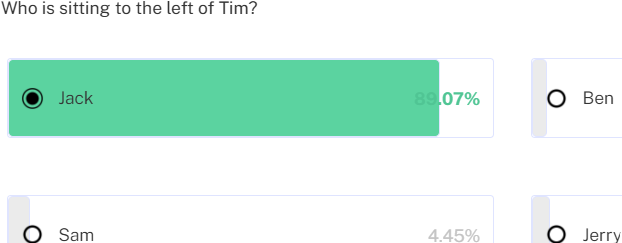 Who is sitting to the left of Tim?
Jack 89.07% Ben
Sam 4.45% Jerry